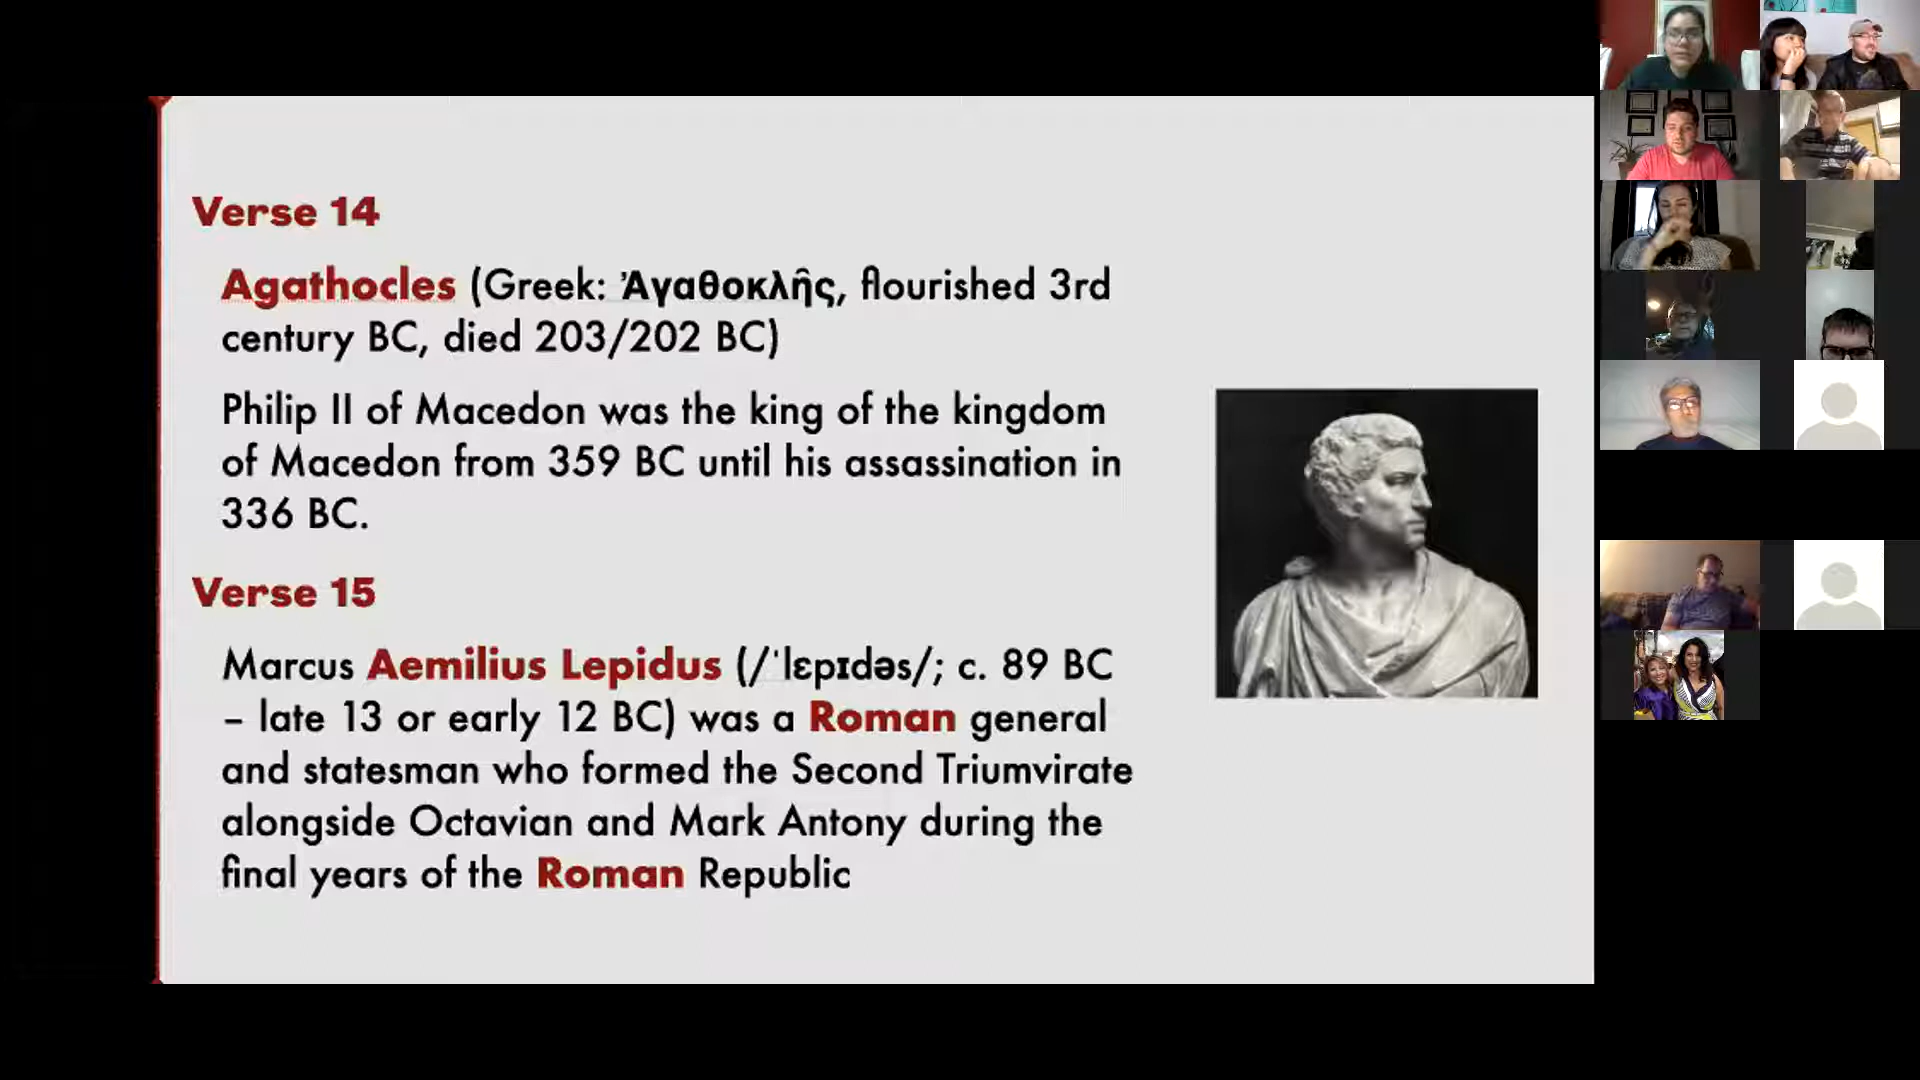 Verse 14
Agathocles (Greek: Ἀγαθοκλῆς, flourished 3rd
century BC, died 203/202 BC)
Philip II of Macedon was the king of the kingdom
of Macedon from 359 BC until his assassination in
336 BC.
Verse 15
Marcus Aemilius Lepidus (/ˈlɛpɪdəs/; c. 89 BC
– late 13 or early 12 BC) was a Roman general
and statesman who formed the Second Triumvirate
alongside Octavian and Mark Antony during the
final years of the Roman Republic